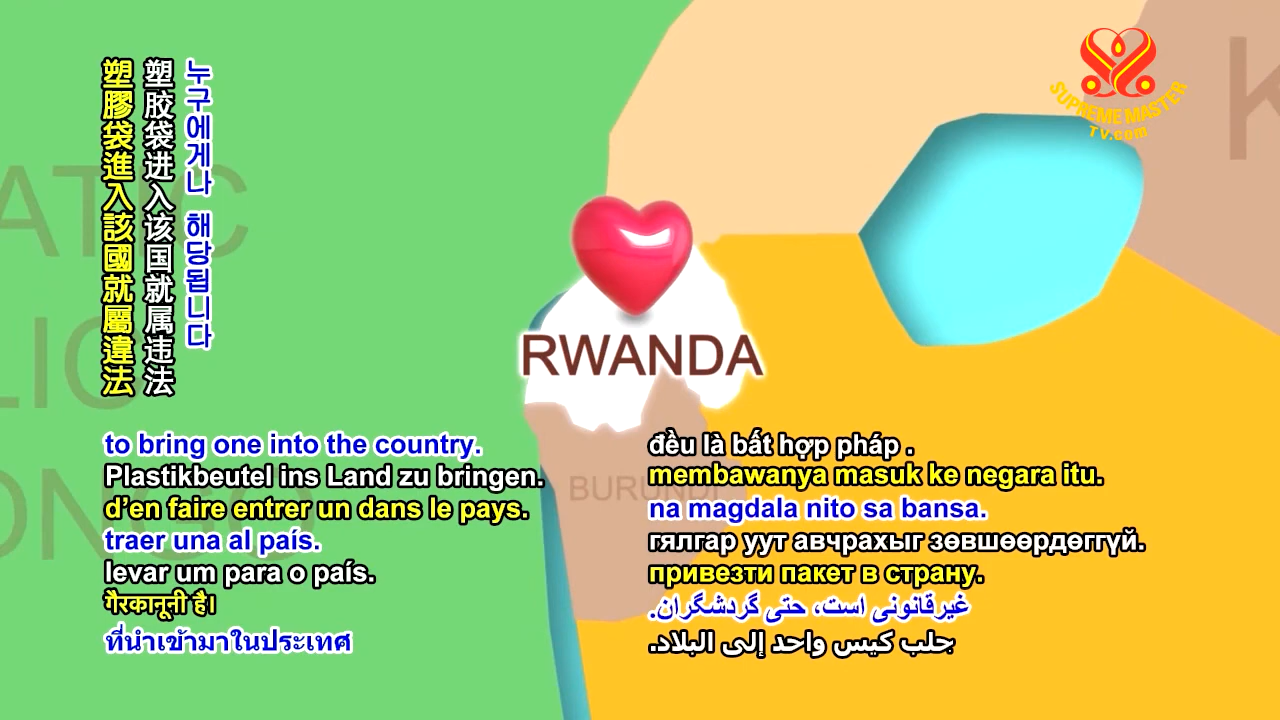 塑膠袋進入該國就屬違法
塑胶袋进入该国就属违法
누구에게나 해당됩니다
SUPREME MASTER
TV.com
K
ATIC
LIC
ONGO
RWANDA
BURUNDI
to bring one into the country.
Plastikbeutel ins Land zu bringen.
d’en faire entrer un dans le pays.
traer una al país.
levar um para o país.
गैरकानूनी है।
ที่นำเข้ามาในประเทศ
đều là bất hợp pháp .
membawanya masuk ke negara itu.
na magdala nito sa bansa.
гялгар уут авчрахыг зөвшөөрдөггүй.
привезти пакет в страну.
غیرقانونی است، حتی گردشگران.
جلب كيس واحد إلى البلاد.